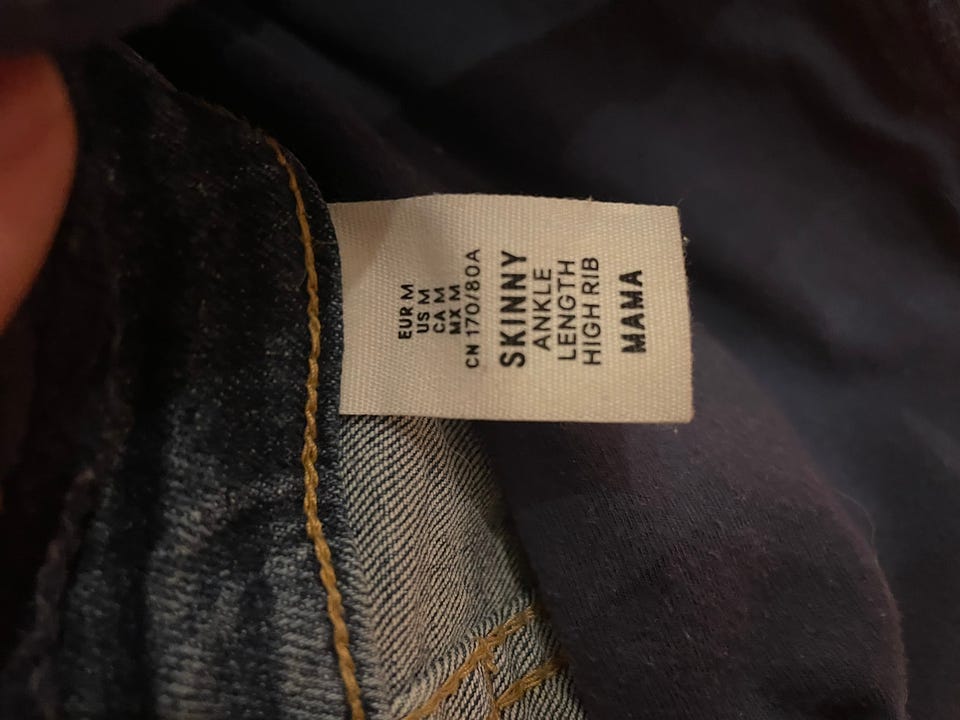 EUR M
US M
CA M
MX M
CN 170/80A
SKINNY
ANKLE
LENGTH
HIGH RIB
MAMA